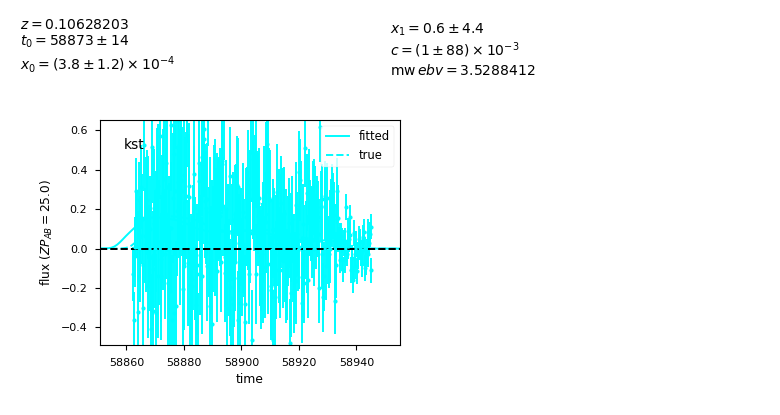 z = 0.10628203
t₀ = 58873 ± 14
x₀ = (3.8 ± 1.2) × 10⁻⁴
x₁ = 0.6 ± 4.4
c = (1 ± 88) × 10⁻³
mw ebv = 3.5288412
kst
fitted
true
0.6
0.4
0.2
0.0
−0.2
−0.4
flux (ZP_AB = 25.0)
58860 58880 58900 58920 58940
time